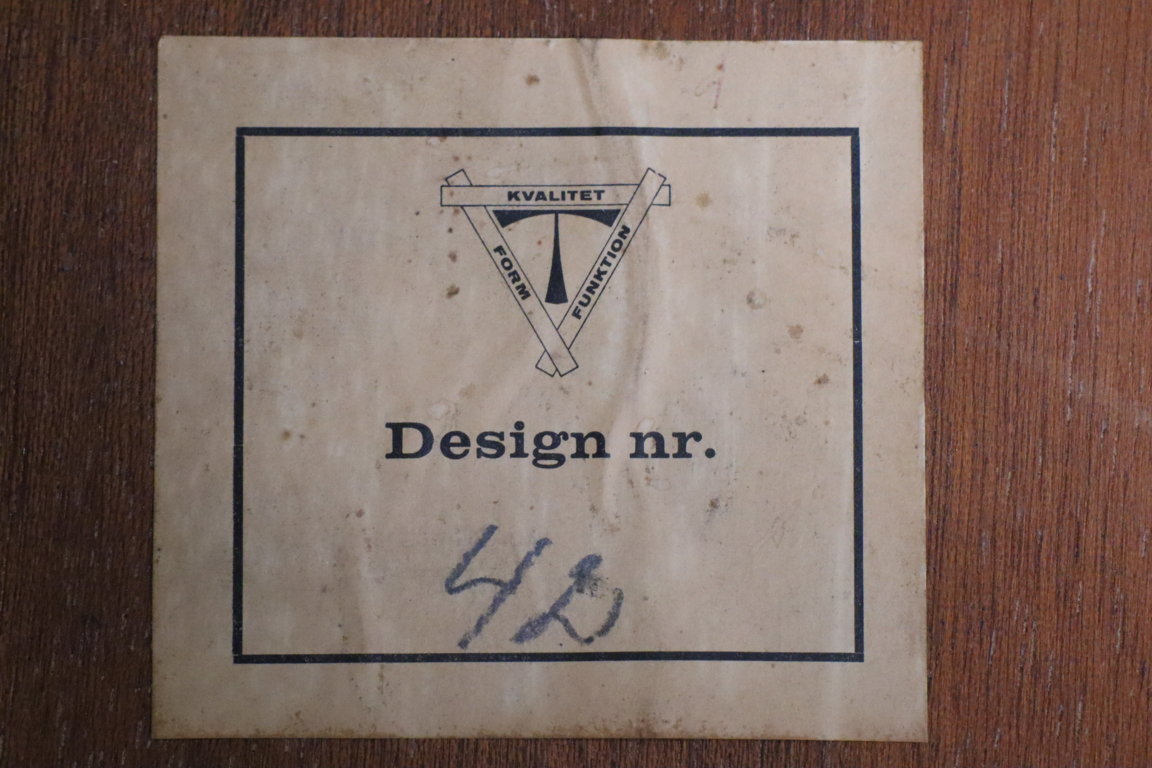 KVALITET
FORM
FUNKTION
Design nr.
42